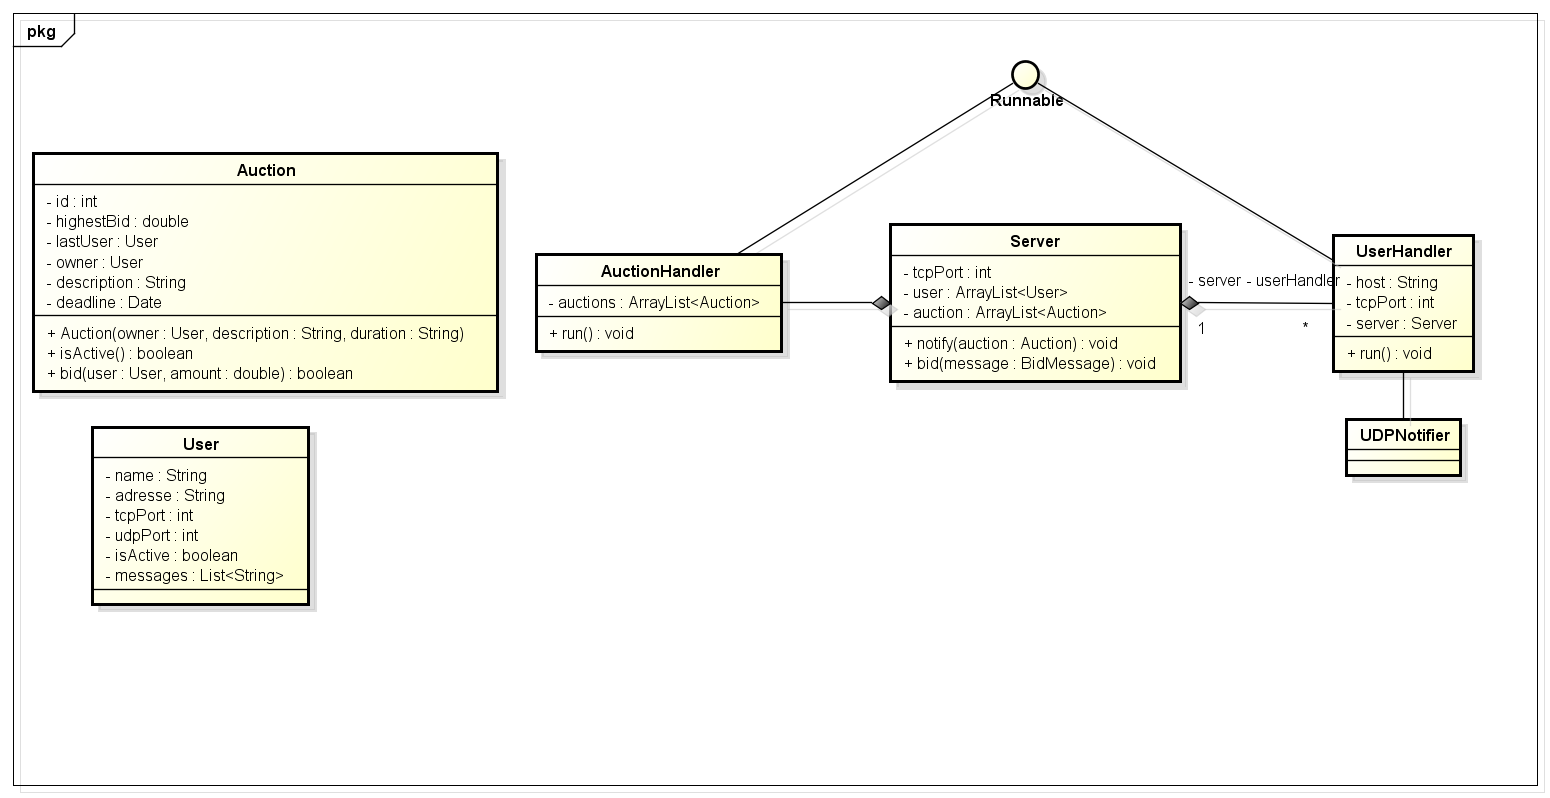 pkg
Runnable
Auction
- id : int
- highestBid : double
- lastUser : User
- owner : User
- description : String
- deadline : Date
+ Auction(owner : User, description : String, duration : String)
+ isActive() : boolean
+ bid(user : User, amount : double) : boolean
User
- name : String
- adresse : String
- tcpPort : int
- udpPort : int
- isActive : boolean
- messages : List<String>
AuctionHandler
- auctions : ArrayList<Auction>
+ run() : void
Server
- tcpPort : int
- user : ArrayList<User>
- auction : ArrayList<Auction>
+ notify(auction : Auction) : void
+ bid(message : BidMessage) : void
- server - userHandler
1 *
UserHandler
- host : String
- tcpPort : int
- server : Server
+ run() : void
UDPNotifier